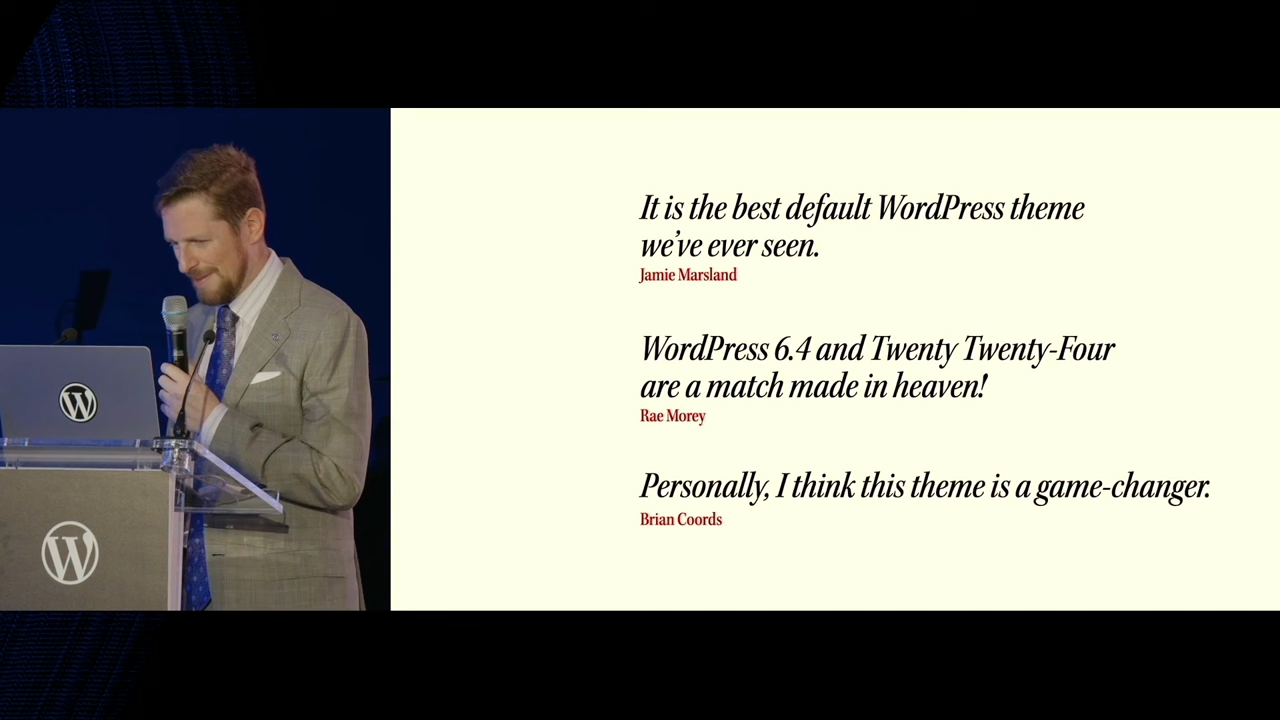 It is the best default WordPress theme
we've ever seen.
Jamie Marsland
WordPress 6.4 and Twenty Twenty-Four
are a match made in heaven!
Rae Morey
Personally, I think this theme is a game-changer.
Brian Coords
W
W